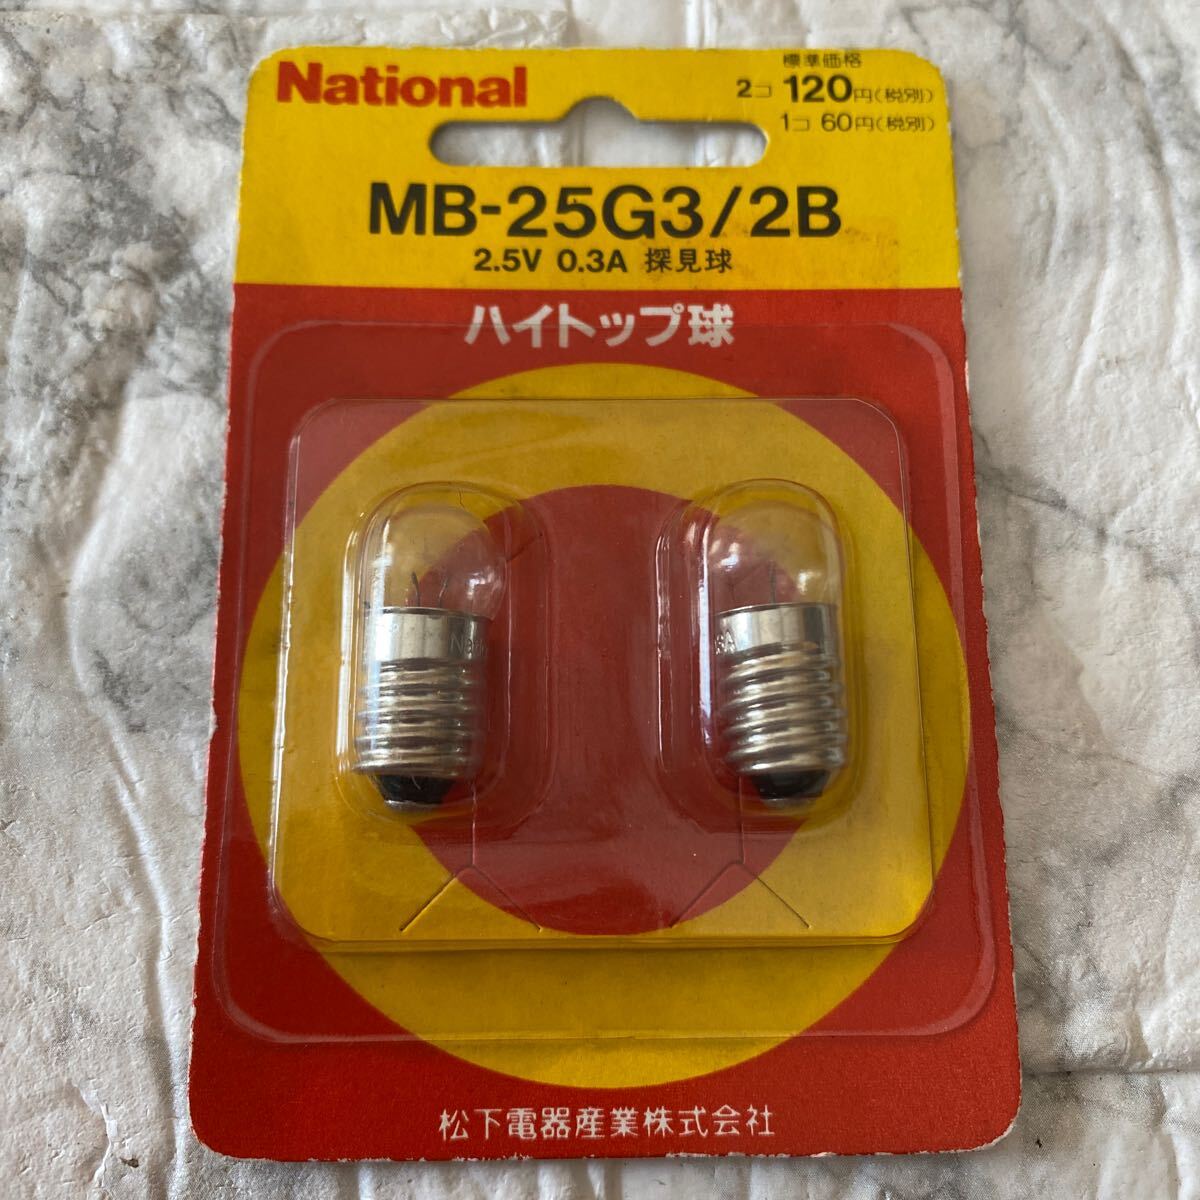 National
標準価格
2コ 120円(税別)
1コ 60円(税別)
MB-25G3/2B
2.5V 0.3A 探見球
ハイトップ球
松下電器産業株式会社